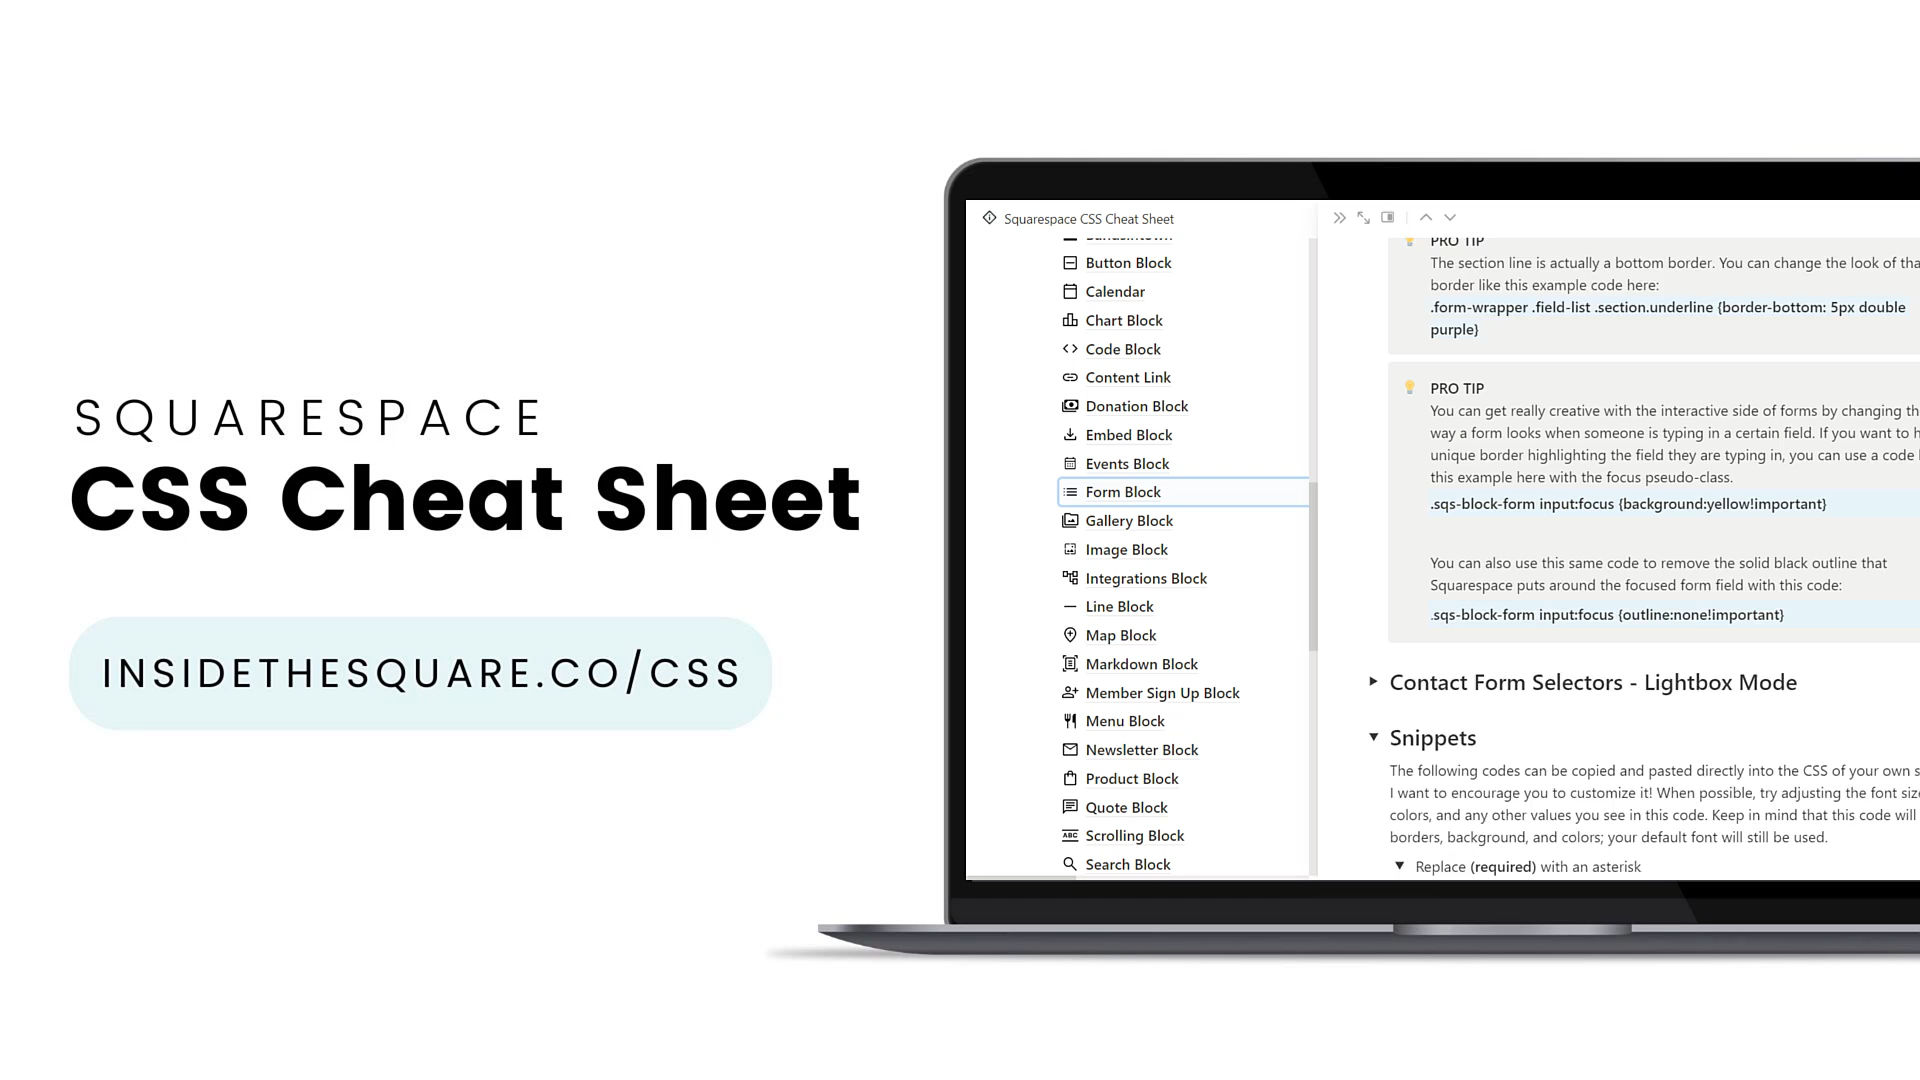 SQUARESPACE
CSS Cheat Sheet
INSIDETHESQUARE.CO/CSS
Squarespace CSS Cheat Sheet
Bandsintown
Button Block
Calendar
Chart Block
Code Block
Content Link
Donation Block
Embed Block
Events Block
Form Block
Gallery Block
Image Block
Integrations Block
Line Block
Map Block
Markdown Block
Member Sign Up Block
Menu Block
Newsletter Block
Product Block
Quote Block
Scrolling Block
Search Block
PRO TIP
The section line is actually a bottom border. You can change the look of tha
border like this example code here:
.form-wrapper .field-list .section.underline {border-bottom: 5px double
purple}
PRO TIP
You can get really creative with the interactive side of forms by changing th
way a form looks when someone is typing in a certain field. If you want to h
unique border highlighting the field they are typing in, you can use a code
this example here with the focus pseudo-class.
.sqs-block-form input:focus {background:yellow!important}
You can also use this same code to remove the solid black outline that
Squarespace puts around the focused form field with this code:
.sqs-block-form input:focus {outline:none!important}
Contact Form Selectors - Lightbox Mode
Snippets
The following codes can be copied and pasted directly into the CSS of your own s
I want to encourage you to customize it! When possible, try adjusting the font size
colors, and any other values you see in this code. Keep in mind that this code will
borders, background, and colors; your default font will still be used.
Replace (required) with an asterisk